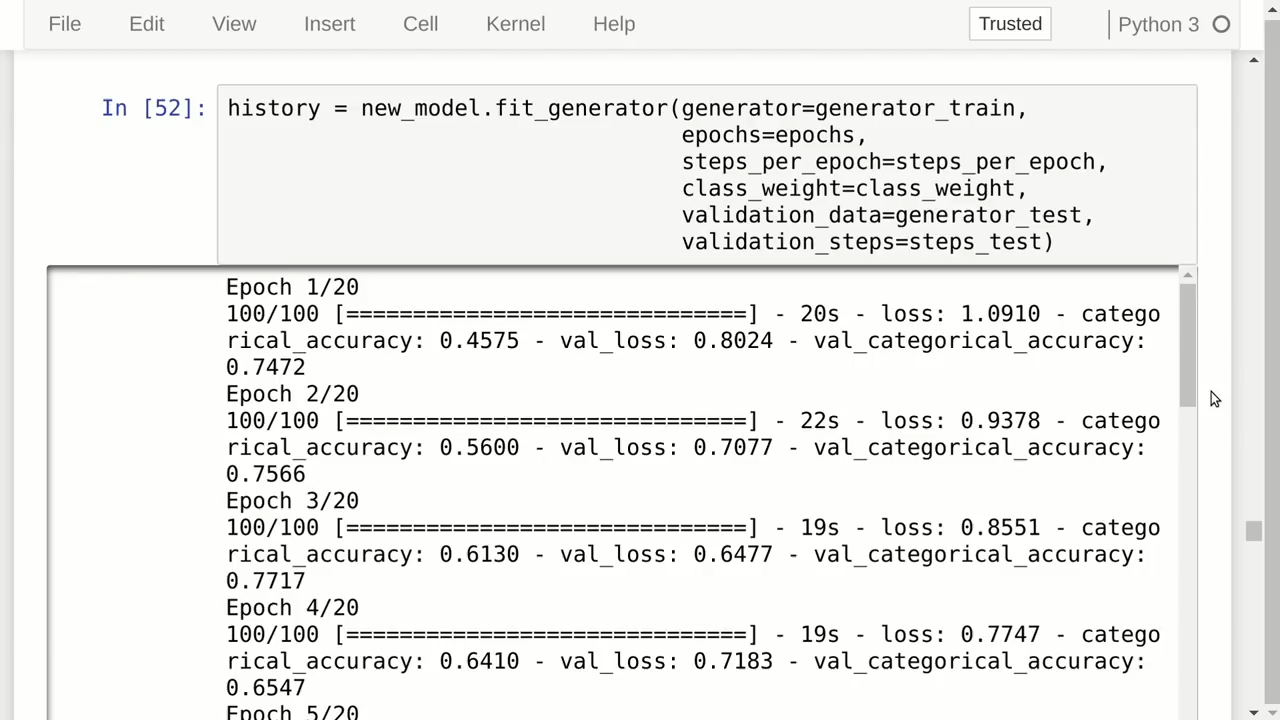 File Edit View Insert Cell Kernel Help Trusted Python 3
In [52]: history = new_model.fit_generator(generator=generator_train,
epochs=epochs,
steps_per_epoch=steps_per_epoch,
class_weight=class_weight,
validation_data=generator_test,
validation_steps=steps_test)
Epoch 1/20
100/100 [==============================] - 20s - loss: 1.0910 - catego
rical_accuracy: 0.4575 - val_loss: 0.8024 - val_categorical_accuracy:
0.7472
Epoch 2/20
100/100 [==============================] - 22s - loss: 0.9378 - catego
rical_accuracy: 0.5600 - val_loss: 0.7077 - val_categorical_accuracy:
0.7566
Epoch 3/20
100/100 [==============================] - 19s - loss: 0.8551 - catego
rical_accuracy: 0.6130 - val_loss: 0.6477 - val_categorical_accuracy:
0.7717
Epoch 4/20
100/100 [==============================] - 19s - loss: 0.7747 - catego
rical_accuracy: 0.6410 - val_loss: 0.7183 - val_categorical_accuracy:
0.6547
Epoch 5/20